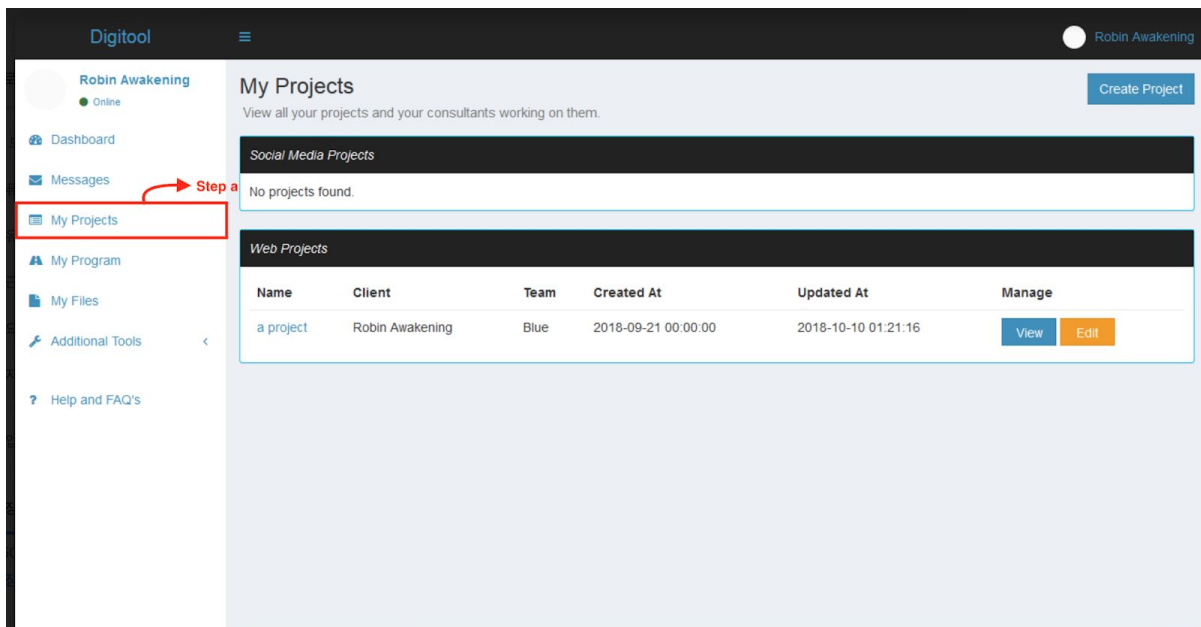 Digitool
Robin Awakening
Robin Awakening
Online
Dashboard
Messages
Step a
My Projects
My Program
My Files
Additional Tools
? Help and FAQ's
My Projects
Create Project
View all your projects and your consultants working on them.
Social Media Projects
No projects found.
Web Projects
Name Client Team Created At Updated At Manage
a project Robin Awakening Blue 2018-09-21 00:00:00 2018-10-10 01:21:16 View Edit